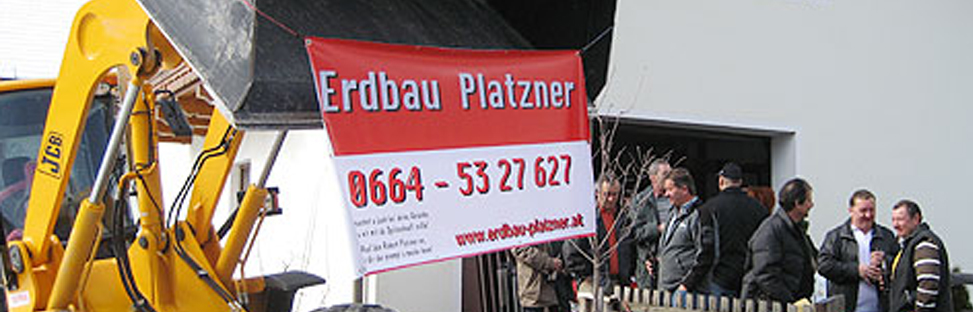 Erdbau Platzner
0664 - 53 27 627
www.erdbau-platzner.at
JCB